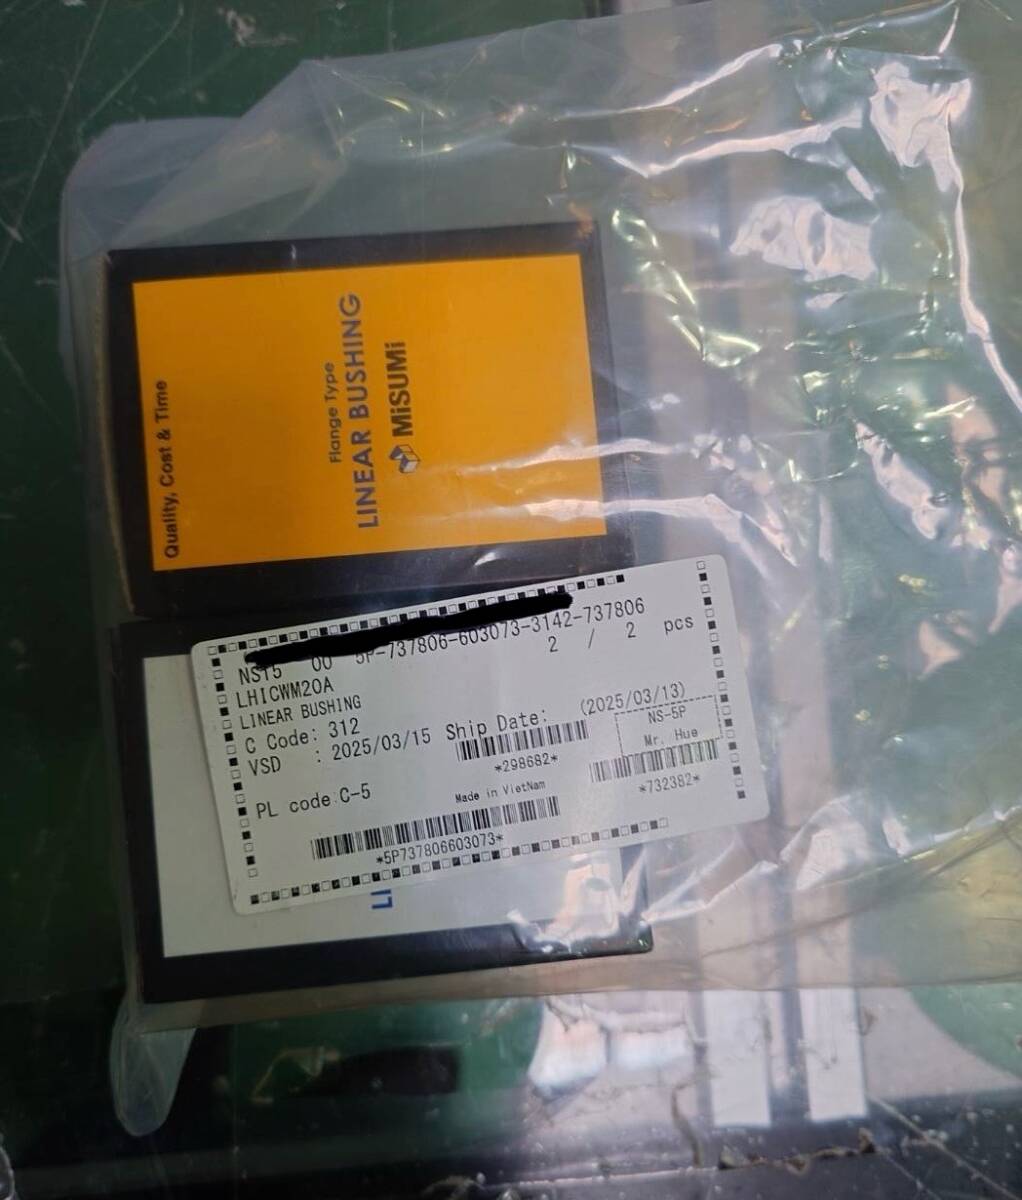 Quality, Cost & Time
Flange Type
LINEAR BUSHING
MiSUMi
NS15 00 5P-737806-603073-3142-737806
LHICWM20A 2 / 2 pcs
LINEAR BUSHING
C Code: 312
VSD : 2025/03/15 Ship Date: (2025/03/13)
NS-5P
Mr. Hue
*298682*
*732382*
PL code:C-5
Made in VietNam
*5P737806603073*
LI